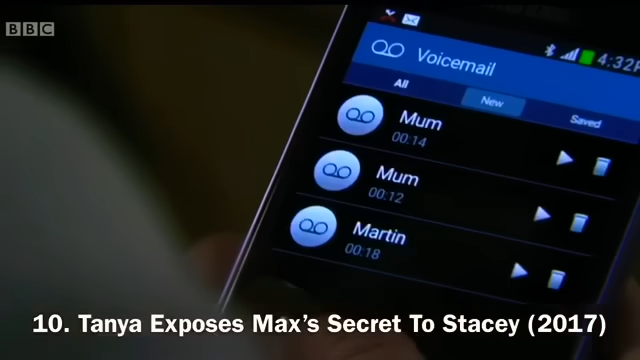 BBC
4:32P
Voicemail
All
New
Saved
Mum
00:14
Mum
00:12
Martin
00:18
10. Tanya Exposes Max's Secret To Stacey (2017)